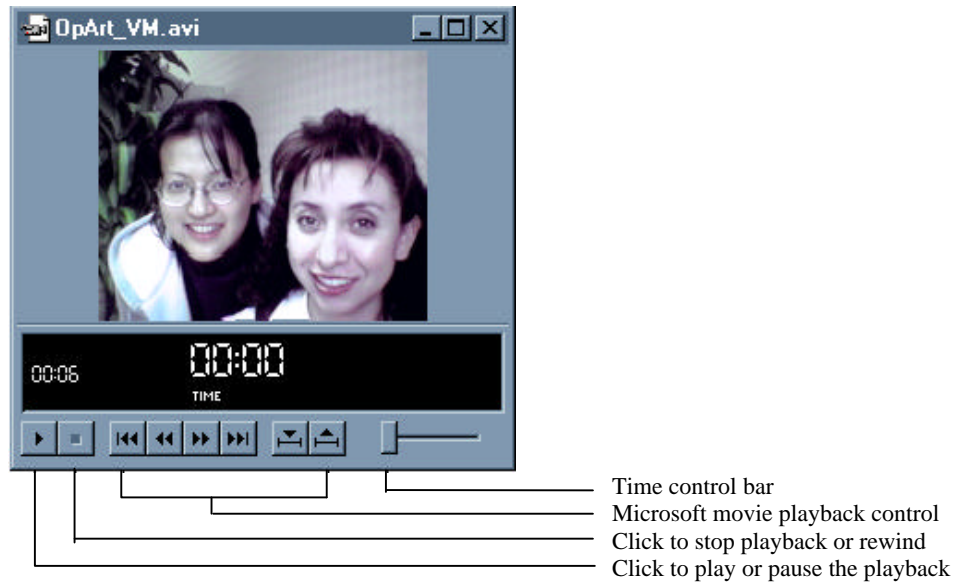 OpArt_VM.avi
00:06
00:00
TIME
Time control bar
Microsoft movie playback control
Click to stop playback or rewind
Click to play or pause the playback